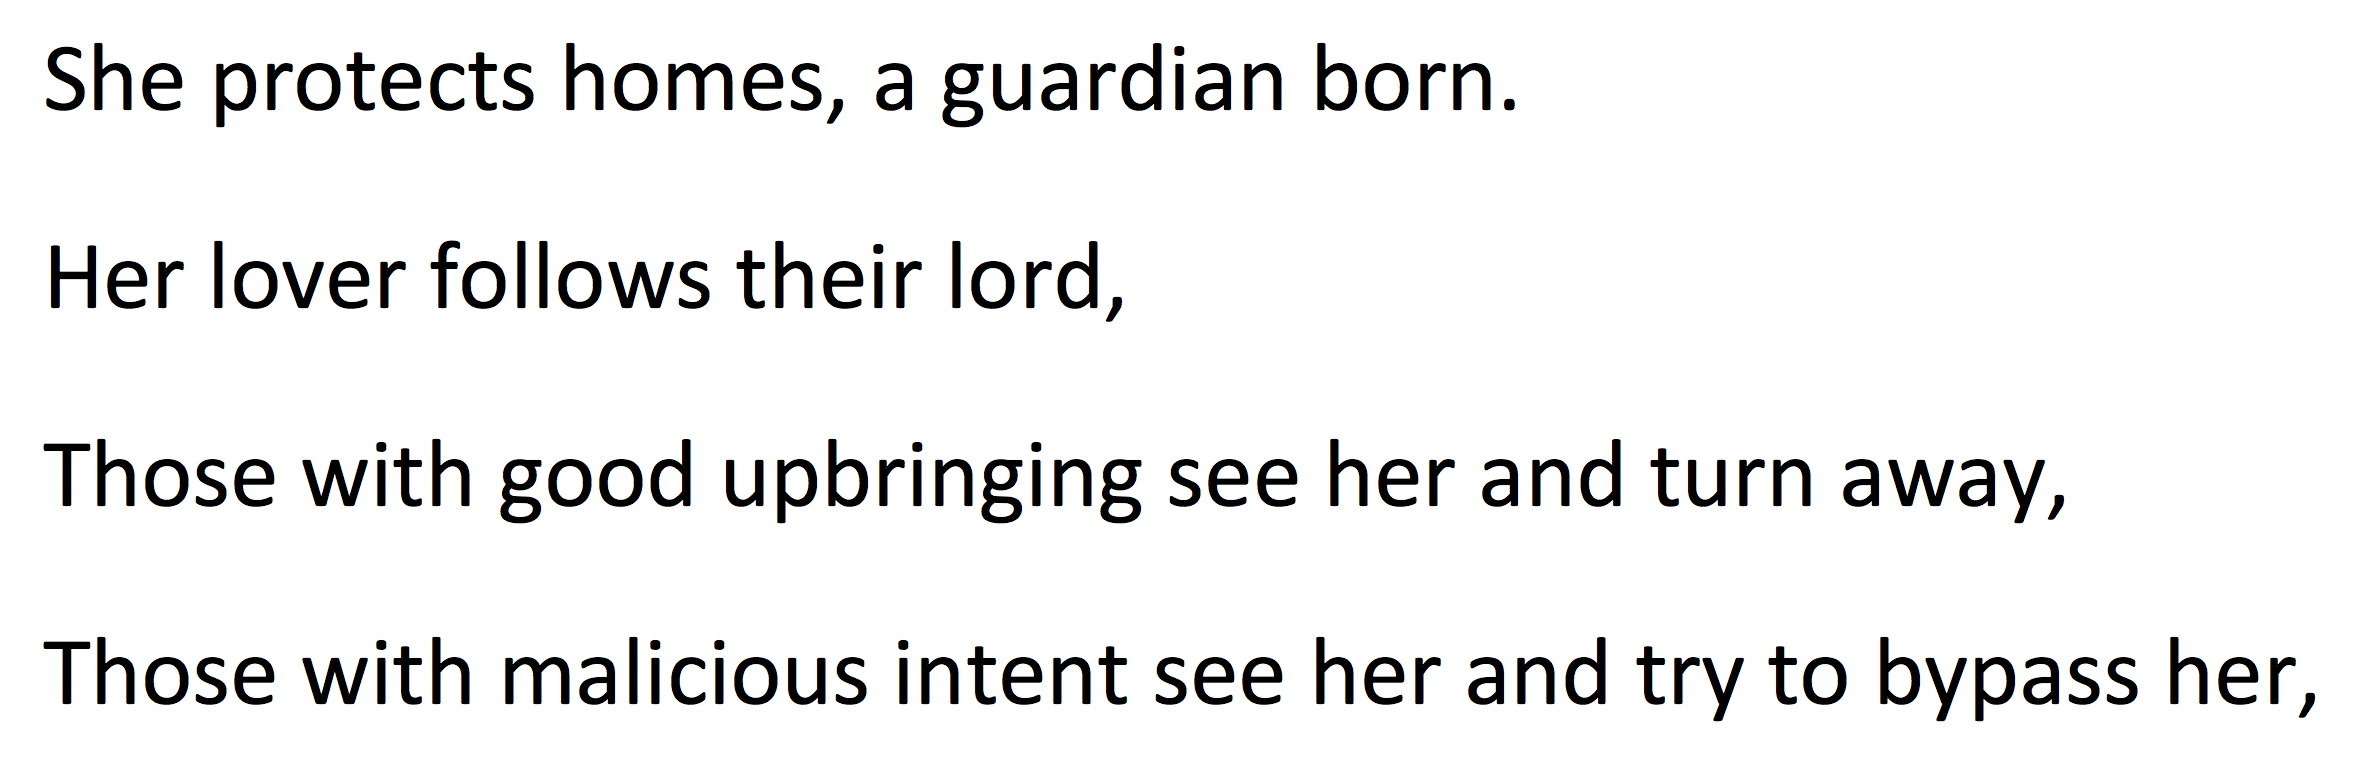 She protects homes, a guardian born.
Her lover follows their lord,
Those with good upbringing see her and turn away,
Those with malicious intent see her and try to bypass her,